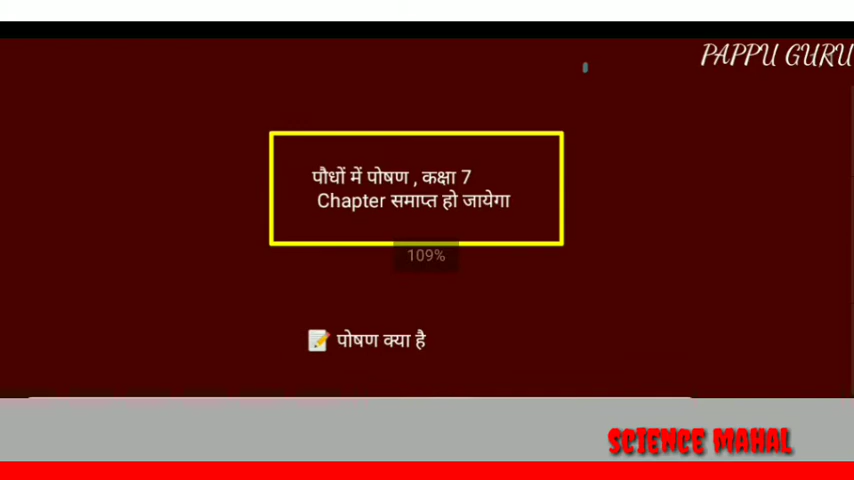 PAPPU GURU
पौधों में पोषण , कक्षा 7
Chapter समाप्त हो जायेगा
109%
📝 पोषण क्या है
SCIENCE MAHAL